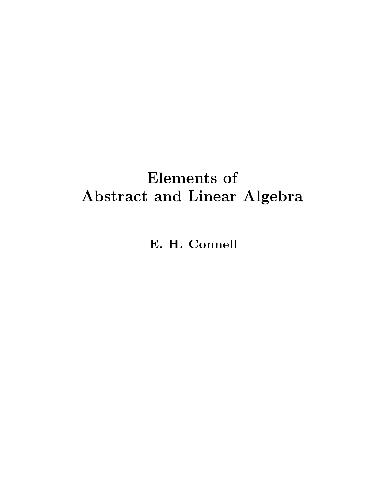 Elements of
Abstract and Linear Algebra
E. H. Connell